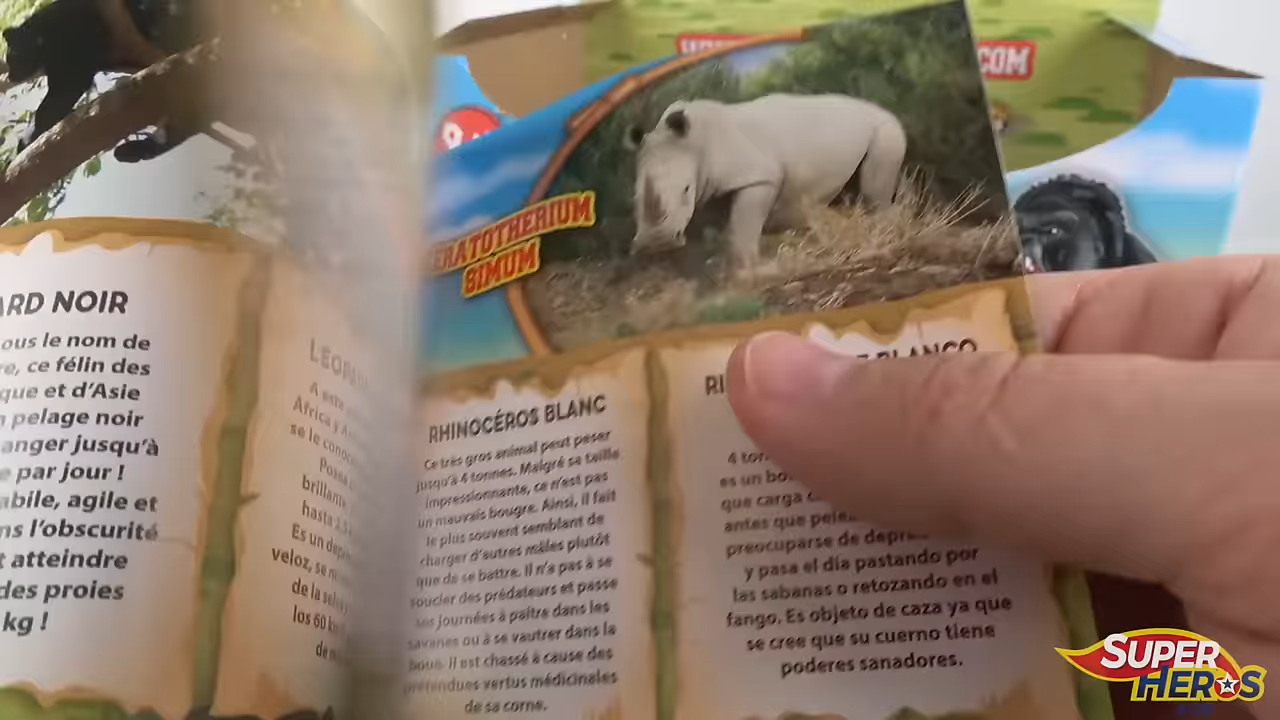 COM
ERATOTHERIUM
SIMUM
ARD NOIR
ous le nom de
e, ce félin des
que et d'Asie
n pelage noir
anger jusqu'à
e par jour !
abile, agile et
ns l'obscurité
t atteindre
des proies
kg !
A este
África y A
se le cono
Posee
brillante
hasta 2,5
Es un dep
veloz, se m
de la selva
los 60 k
de
RHINOCÉROS BLANC
Ce très gros animal peut peser
jusqu'à 4 tonnes. Malgré sa taille
impressionnante, ce n'est pas
un mauvais bougre. Ainsi, il fait
le plus souvent semblant de
charger d'autres mâles plutôt
que de se battre. Il n'a pas à se
soucier des prédateurs et passe
ses journées à paître dans les
savanes ou à se vautrer dans la
boue. Il est chassé à cause des
prétendues vertus médicinales
de sa corne.
RI BLANCO
4 ton
es un bo
que carga
antes que pele
preocuparse de depre
y pasa el día pastando por
las sabanas o retozando en el
fango. Es objeto de caza ya que
se cree que su cuerno tiene
poderes sanadores.
SUPER
HEROS